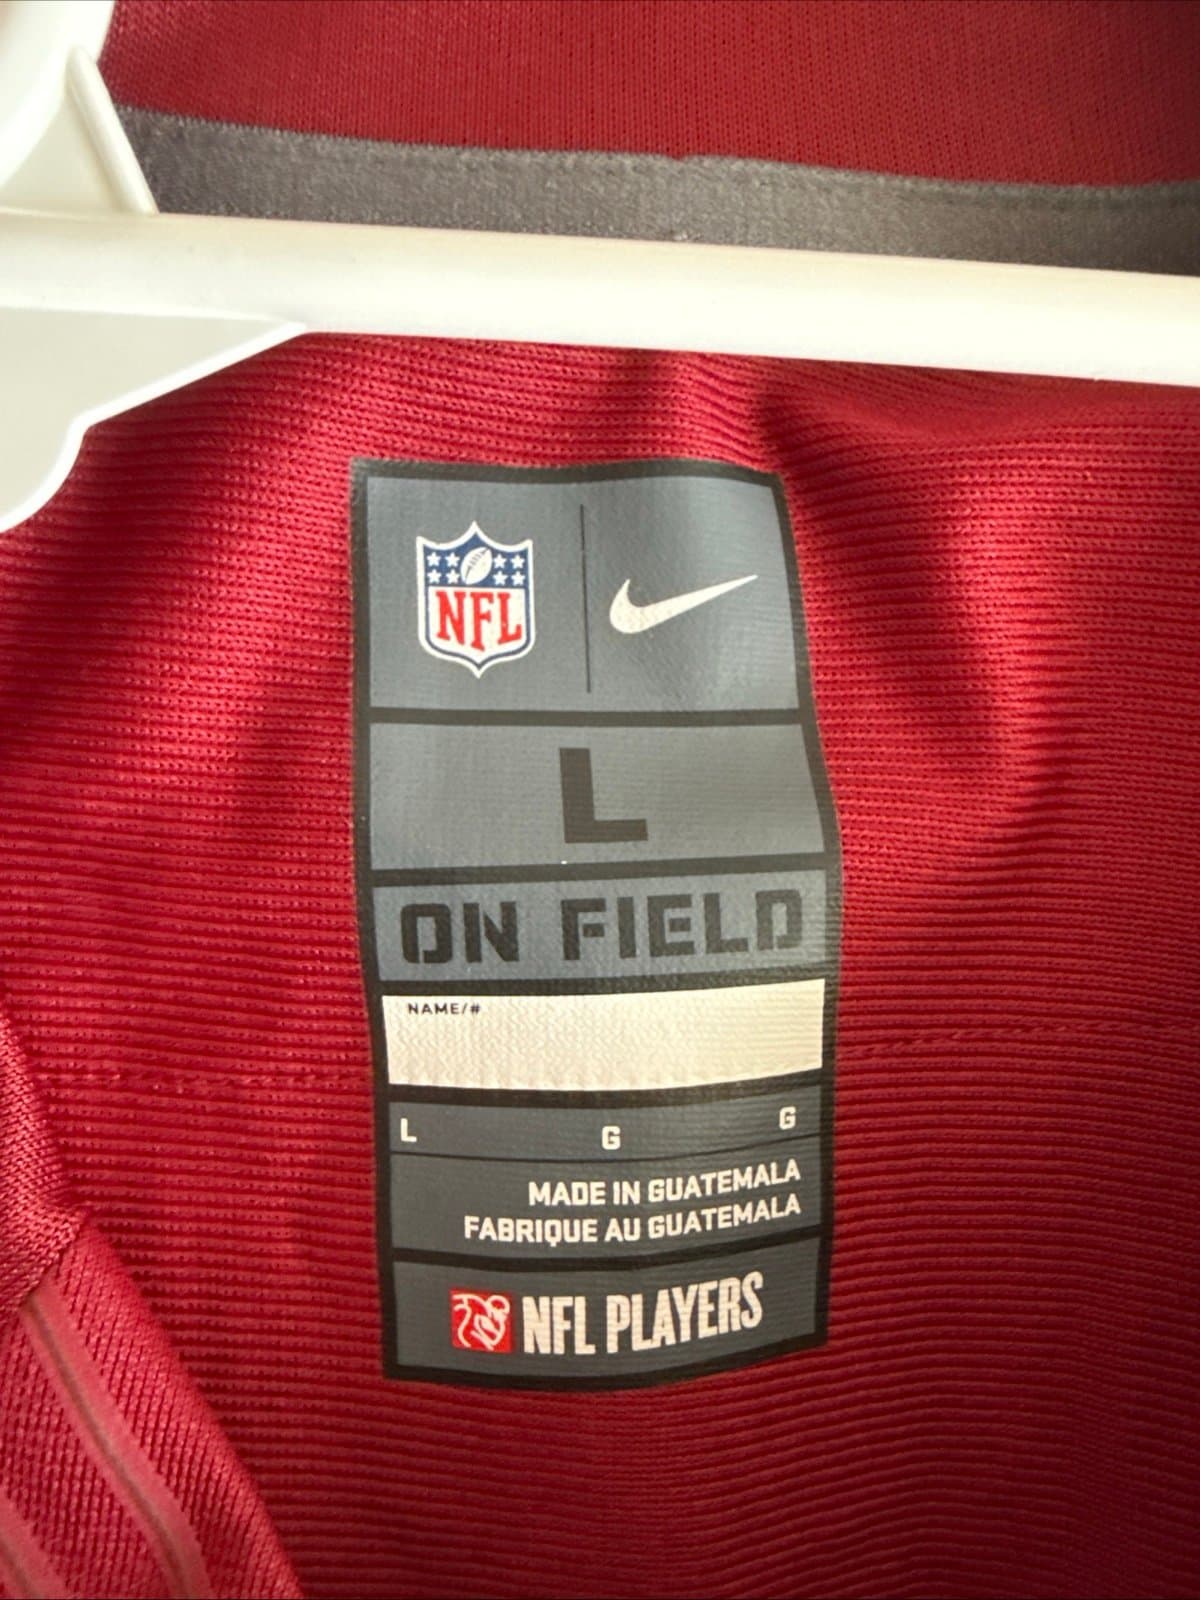 NFL
L
ON FIELD
NAME/#
L G G
MADE IN GUATEMALA
FABRIQUE AU GUATEMALA
NFL PLAYERS